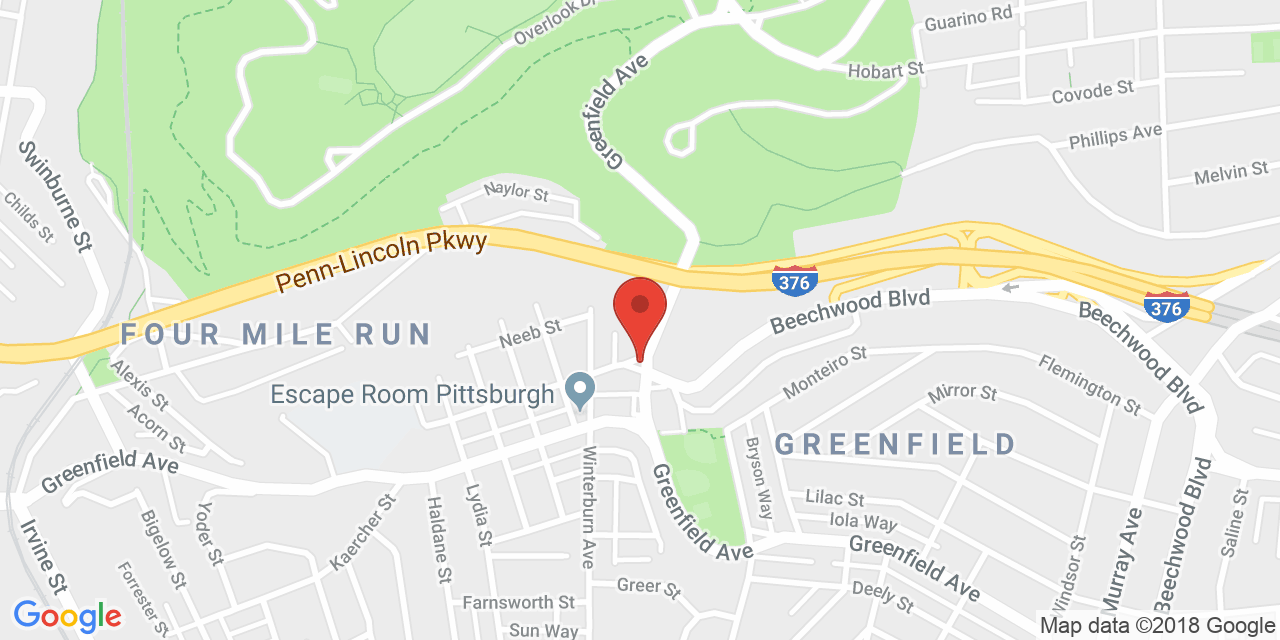 Overlook Dr
Guarino Rd
Hobart St
Covode St
Greenfield Ave
Phillips Ave
Melvin St
Swinburne St
Childs St
Naylor St
Penn-Lincoln Pkwy
376
376
Beechwood Blvd
Neeb St
FOUR MILE RUN
Beechwood Blvd
Monteiro St
Flemington St
Mirror St
Alexis St
Acorn St
Escape Room Pittsburgh
GREENFIELD
Greenfield Ave
Bryson Way
Winterburn Ave
Greenfield Ave
Lilac St
Iola Way
Greenfield Ave
Yoder St
Kaercher St
Haldane St
Lydia St
Bigelow St
Irvine St
Forrester St
Greer St
Farnsworth St
Sun Way
Deely St
Windsor St
Murray Ave
Beechwood Blvd
Saline St
Google
Map data ©2018 Google